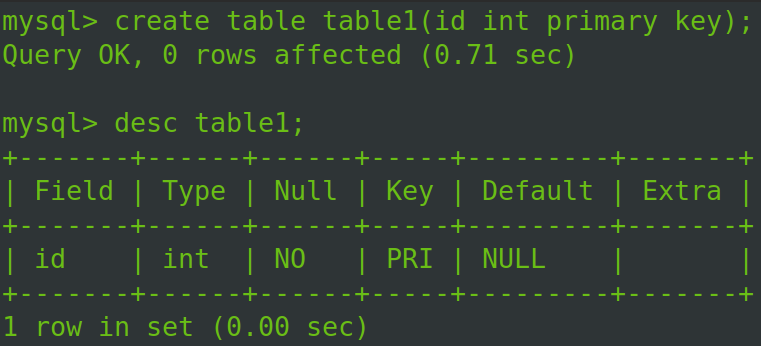 mysql> create table table1(id int primary key);
Query OK, 0 rows affected (0.71 sec)

mysql> desc table1;
+-------+------+------+-----+---------+-------+
| Field | Type | Null | Key | Default | Extra |
+-------+------+------+-----+---------+-------+
| id    | int  | NO   | PRI | NULL    |       |
+-------+------+------+-----+---------+-------+
1 row in set (0.00 sec)